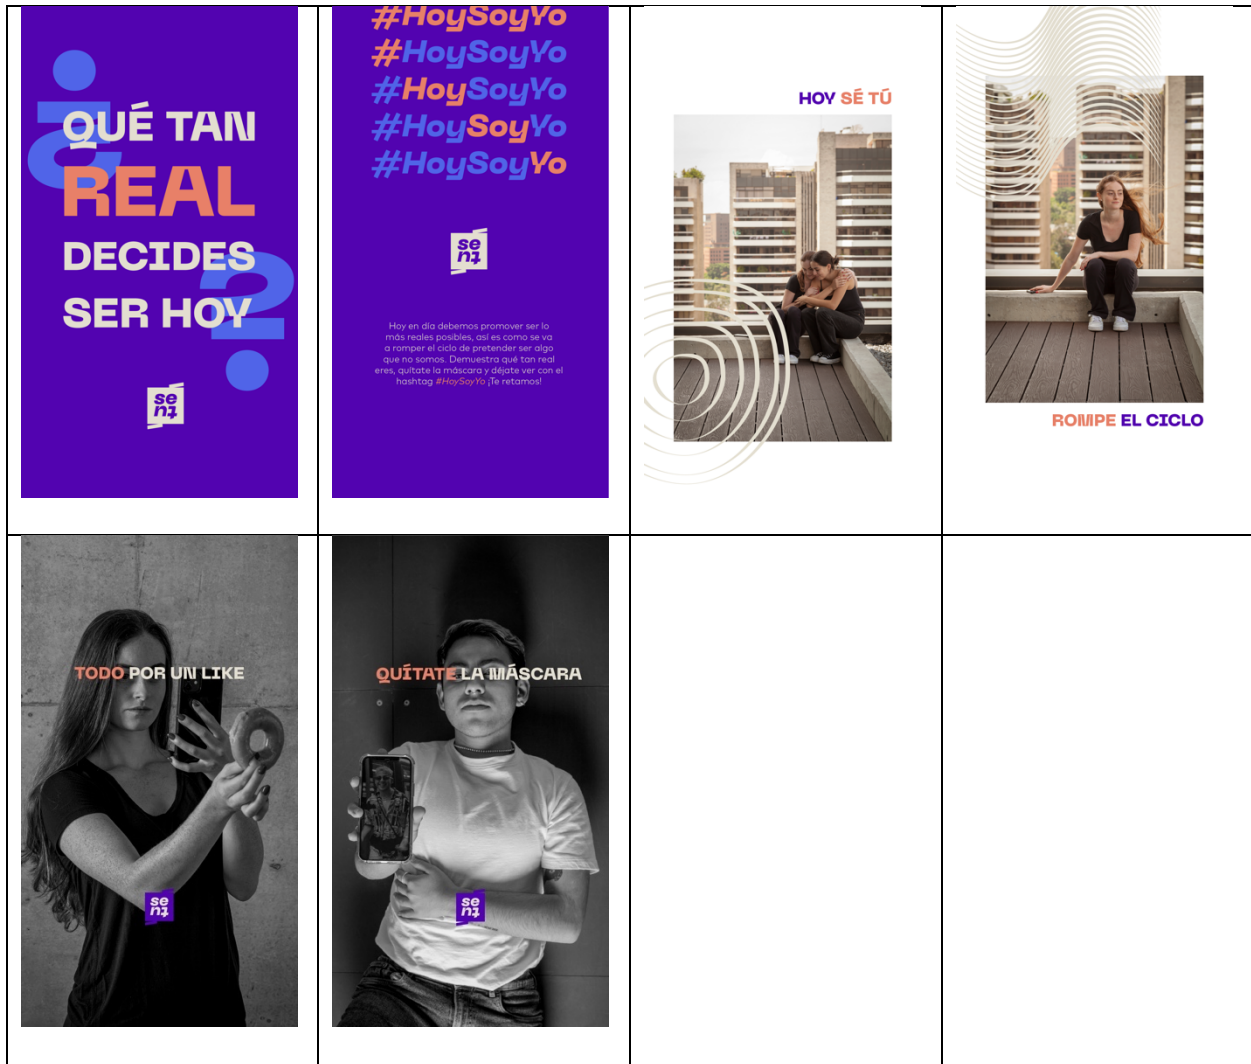 ¿
QUÉ TAN
REAL
DECIDES
SER HOY
?
se
nt
#HoySoyYo
#HoySoyYo
#HoySoyYo
#HoySoyYo
#HoySoyYo
se
nt
Hoy en día debemos promover ser lo
más reales posibles, así es como se va
a romper el ciclo de pretender ser algo
que no somos. Demuestra qué tan real
eres, quítate la máscara y déjate ver con el
hashtag #HoySoyYo ¡Te retamos!
HOY SÉ TÚ
ROMPE EL CICLO
TODO POR UN LIKE
se
nt
QUÍTATE LA MÁSCARA
se
nt